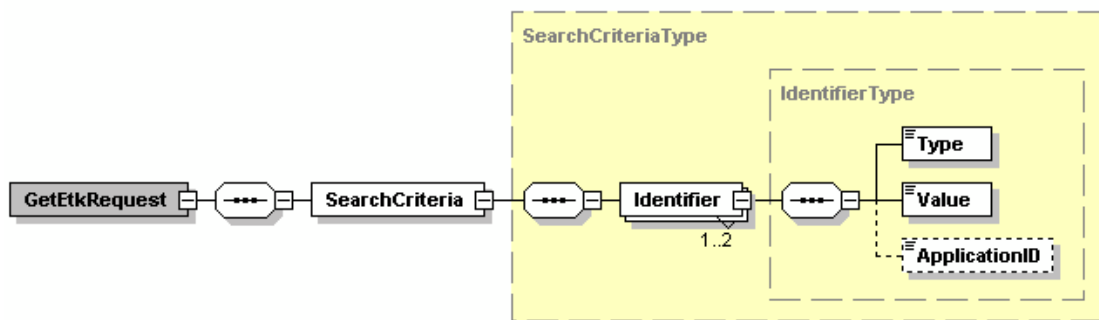 SearchCriteriaType
IdentifierType
Type
GetEtkRequest
SearchCriteria
Identifier
Value
1..2
ApplicationID